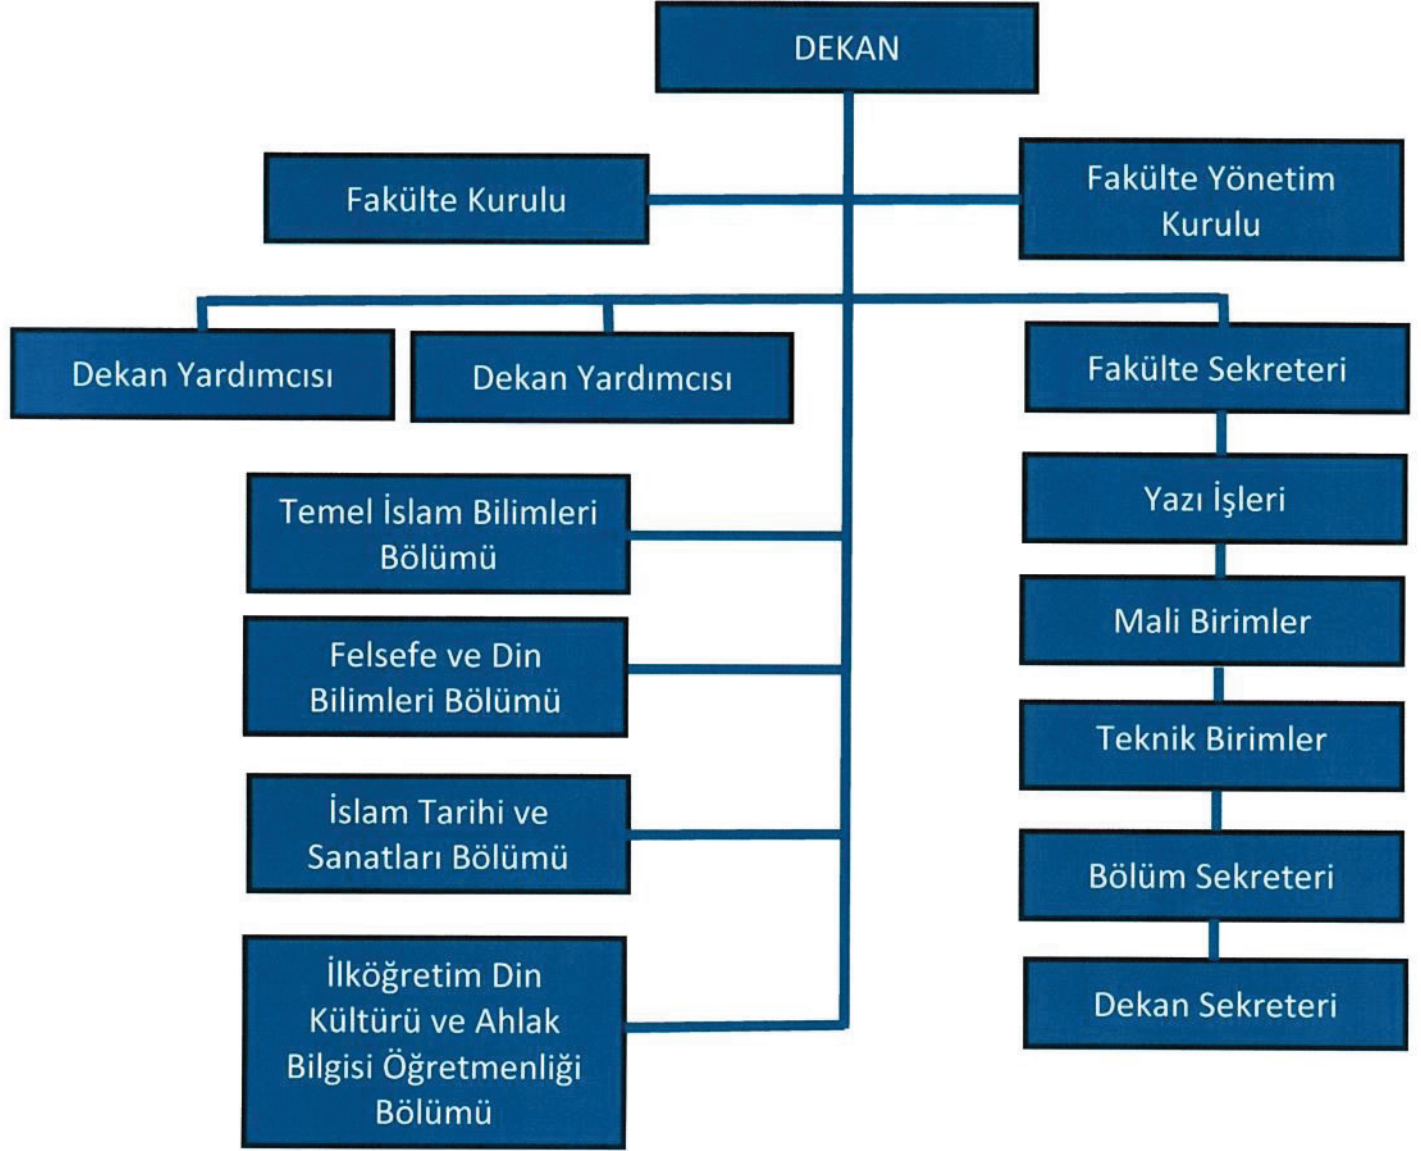 DEKAN
Fakülte Kurulu
Fakülte Yönetim
Kurulu
Dekan Yardımcısı
Dekan Yardımcısı
Fakülte Sekreteri
Temel İslam Bilimleri
Bölümü
Felsefe ve Din
Bilimleri Bölümü
İslam Tarihi ve
Sanatları Bölümü
İlköğretim Din
Kültürü ve Ahlak
Bilgisi Öğretmenliği
Bölümü
Yazı İşleri
Mali Birimler
Teknik Birimler
Bölüm Sekreteri
Dekan Sekreteri